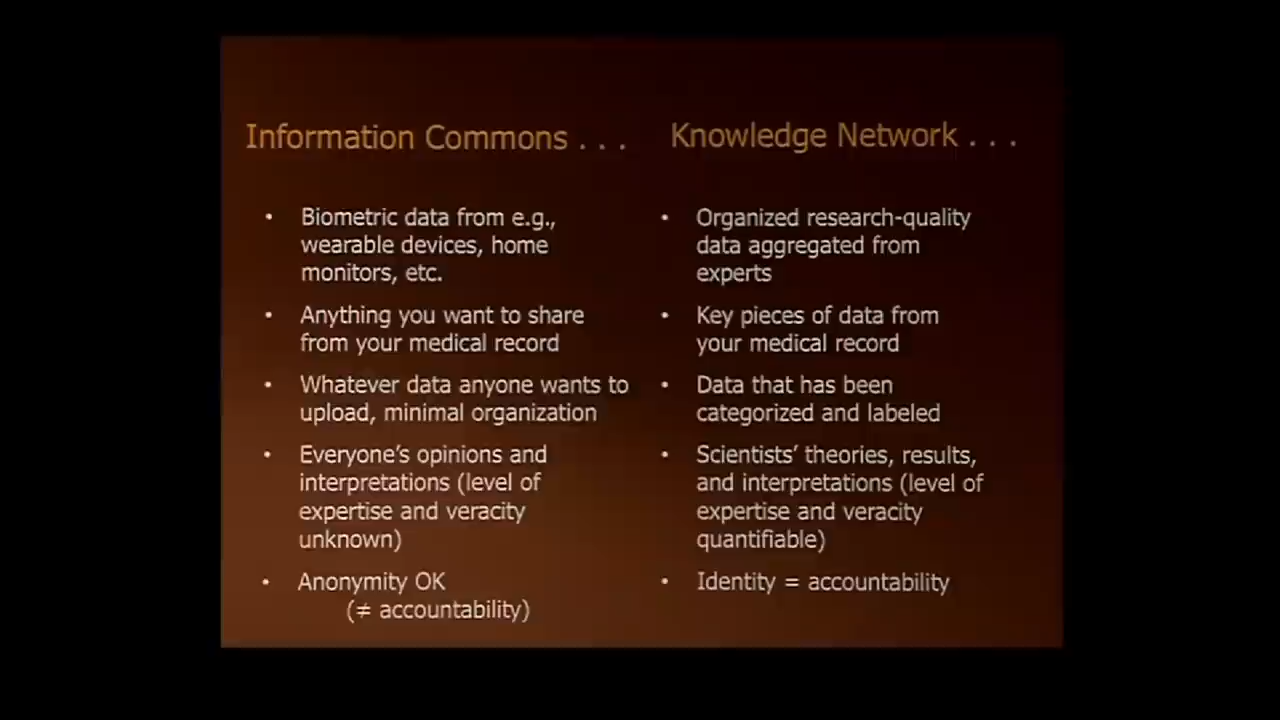 Information Commons . . .
• Biometric data from e.g.,
wearable devices, home
monitors, etc.
• Anything you want to share
from your medical record
• Whatever data anyone wants to
upload, minimal organization
• Everyone's opinions and
interpretations (level of
expertise and veracity
unknown)
• Anonymity OK
(≠ accountability)
Knowledge Network . . .
• Organized research-quality
data aggregated from
experts
• Key pieces of data from
your medical record
• Data that has been
categorized and labeled
• Scientists' theories, results,
and interpretations (level of
expertise and veracity
quantifiable)
• Identity = accountability